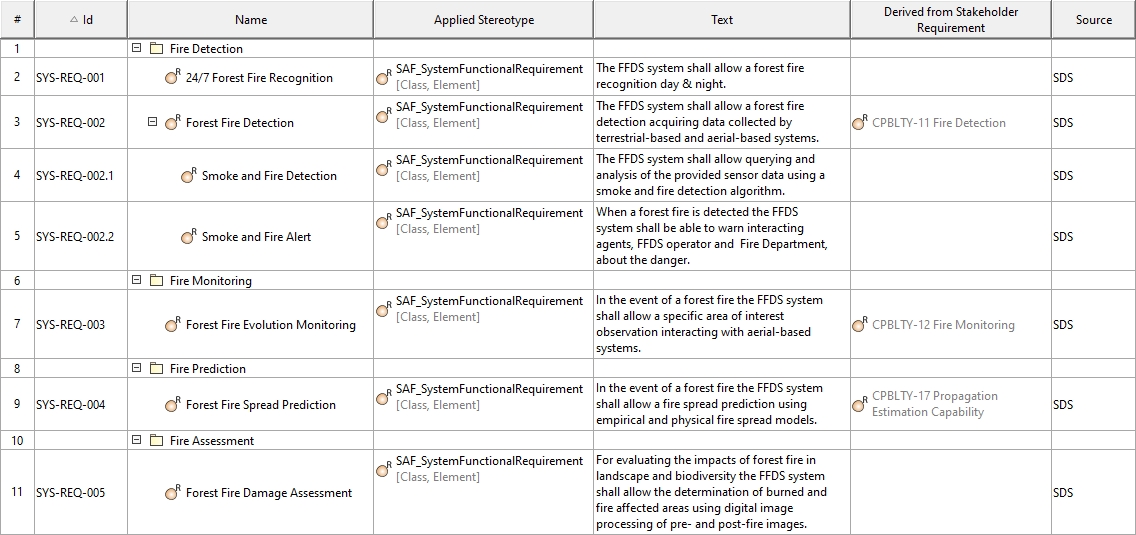 # Id Name Applied Stereotype Text Derived from Stakeholder Requirement Source
1 Fire Detection
2 SYS-REQ-001 R 24/7 Forest Fire Recognition R SAF_SystemFunctionalRequirement [Class, Element] The FFDS system shall allow a forest fire recognition day & night. SDS
3 SYS-REQ-002 R Forest Fire Detection R SAF_SystemFunctionalRequirement [Class, Element] The FFDS system shall allow a forest fire detection acquiring data collected by terrestrial-based and aerial-based systems. R CPBLTY-11 Fire Detection SDS
4 SYS-REQ-002.1 R Smoke and Fire Detection R SAF_SystemFunctionalRequirement [Class, Element] The FFDS system shall allow querying and analysis of the provided sensor data using a smoke and fire detection algorithm. SDS
5 SYS-REQ-002.2 R Smoke and Fire Alert R SAF_SystemFunctionalRequirement [Class, Element] When a forest fire is detected the FFDS system shall be able to warn interacting agents, FFDS operator and Fire Department, about the danger. SDS
6 Fire Monitoring
7 SYS-REQ-003 R Forest Fire Evolution Monitoring R SAF_SystemFunctionalRequirement [Class, Element] In the event of a forest fire the FFDS system shall allow a specific area of interest observation interacting with aerial-based systems. R CPBLTY-12 Fire Monitoring SDS
8 Fire Prediction
9 SYS-REQ-004 R Forest Fire Spread Prediction R SAF_SystemFunctionalRequirement [Class, Element] In the event of a forest fire the FFDS system shall allow a fire spread prediction using empirical and physical fire spread models. R CPBLTY-17 Propagation Estimation Capability SDS
10 Fire Assessment
11 SYS-REQ-005 R Forest Fire Damage Assessment R SAF_SystemFunctionalRequirement [Class, Element] For evaluating the impacts of forest fire in landscape and biodiversity the FFDS system shall allow the determination of burned and fire affected areas using digital image processing of pre- and post-fire images. SDS